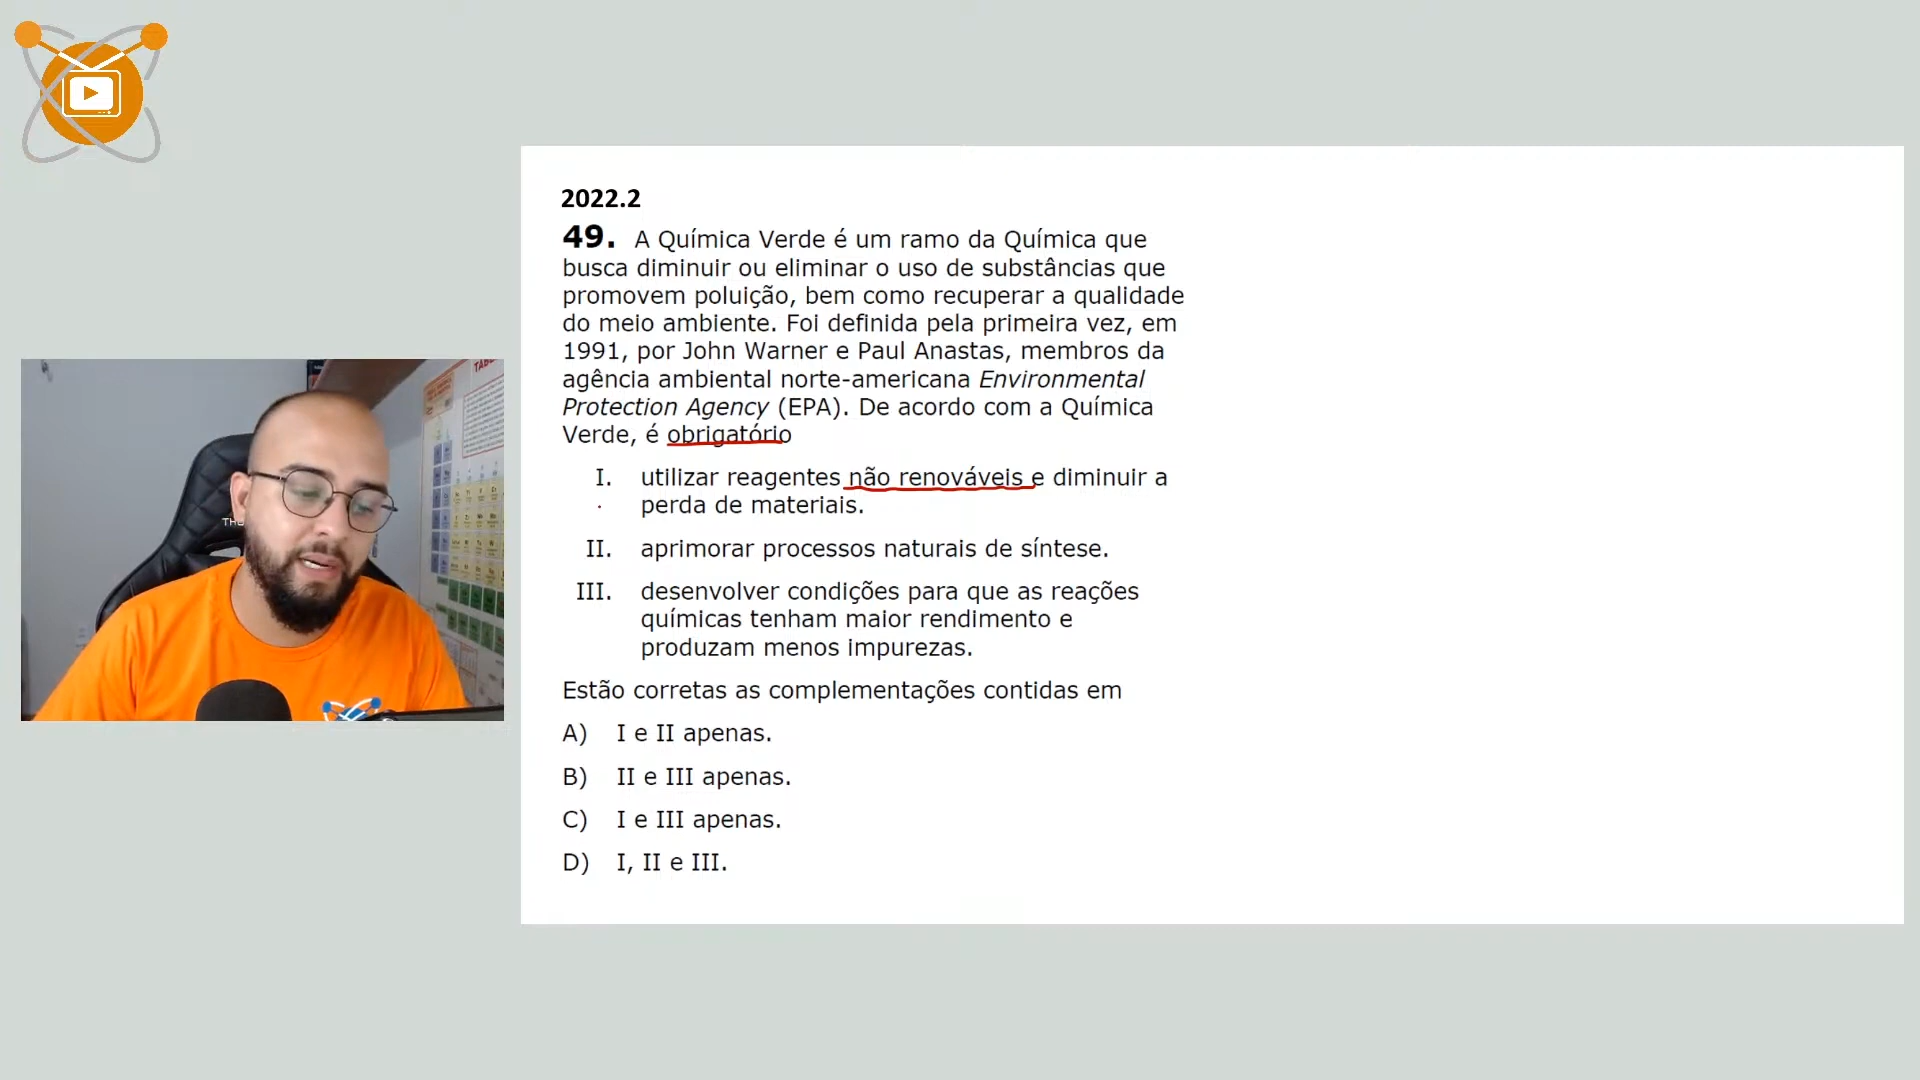 2022.2
49. A Química Verde é um ramo da Química que
busca diminuir ou eliminar o uso de substâncias que
promovem poluição, bem como recuperar a qualidade
do meio ambiente. Foi definida pela primeira vez, em
1991, por John Warner e Paul Anastas, membros da
agência ambiental norte-americana Environmental
Protection Agency (EPA). De acordo com a Química
Verde, é obrigatório
I. utilizar reagentes não renováveis e diminuir a
perda de materiais.
II. aprimorar processos naturais de síntese.
III. desenvolver condições para que as reações
químicas tenham maior rendimento e
produzam menos impurezas.
Estão corretas as complementações contidas em
A) I e II apenas.
B) II e III apenas.
C) I e III apenas.
D) I, II e III.